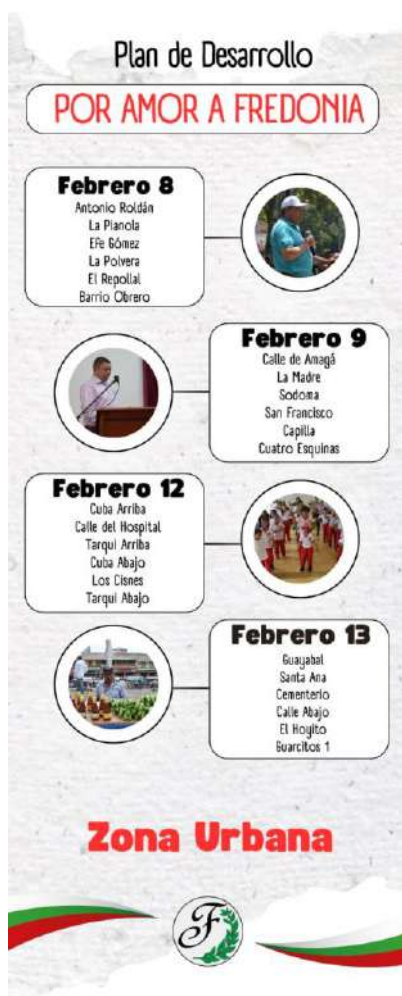 Plan de Desarrollo
POR AMOR A FREDONIA
Febrero 8
Antonio Roldán
La Pianola
Efe Gómez
La Polvera
El Repollal
Barrio Obrero
Febrero 9
Calle de Amagá
La Madre
Sodoma
San Francisco
Capilla
Cuatro Esquinas
Febrero 12
Cuba Arriba
Calle del Hospital
Tarqui Arriba
Cuba Abajo
Los Cisnes
Tarqui Abajo
Febrero 13
Guayabal
Santa Ana
Cementerio
Calle Abajo
El Hoyito
Guarcitos 1
Zona Urbana
F